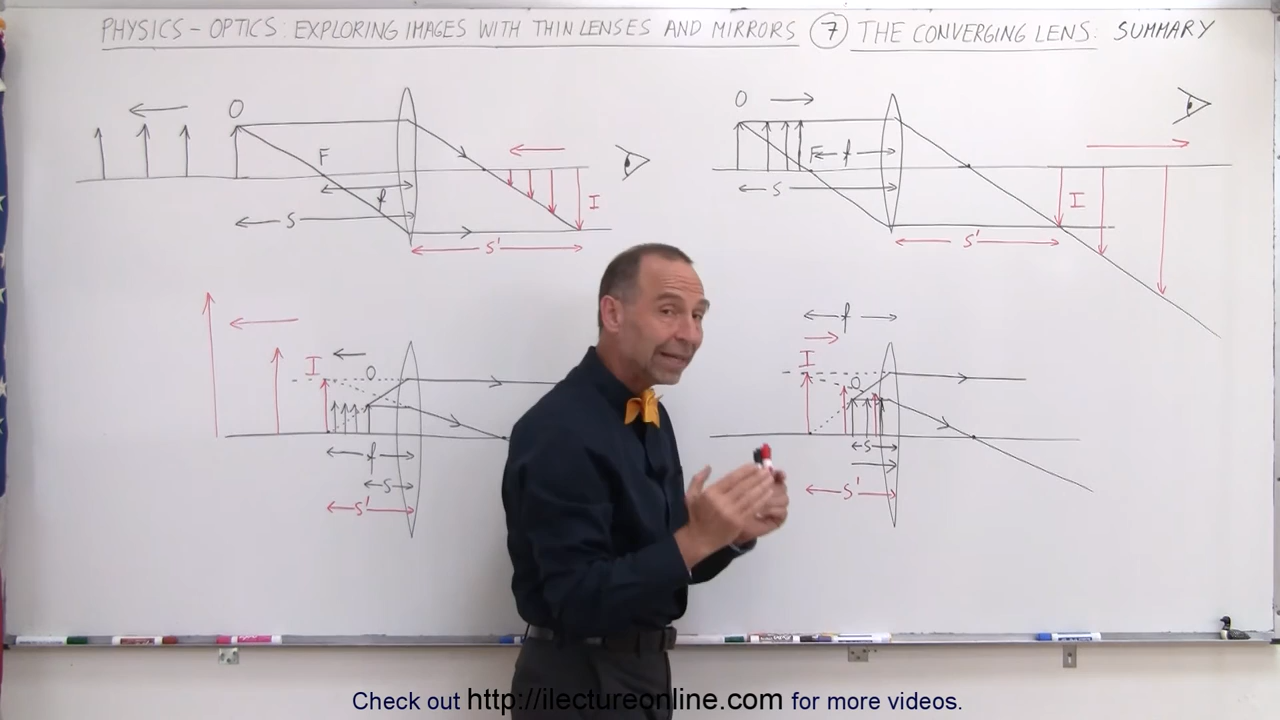 PHYSICS - OPTICS: EXPLORING IMAGES WITH THIN LENSES AND MIRRORS 7 THE CONVERGING LENS: SUMMARY
O
F
f
S
S'
I
O
F
f
S
S'
I
I
O
f
S
S'
f
I
O
S
S'
Check out http://ilectureonline.com for more videos.